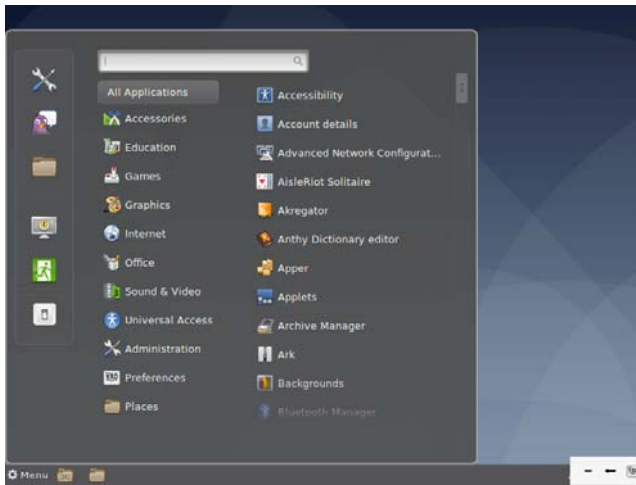 All Applications
Accessories
Education
Games
Graphics
Internet
Office
Sound & Video
Universal Access
Administration
Preferences
Places
Accessibility
Account details
Advanced Network Configurat...
AisleRiot Solitaire
Akregator
Anthy Dictionary editor
Apper
Applets
Archive Manager
Ark
Backgrounds
Bluetooth Manager
Menu